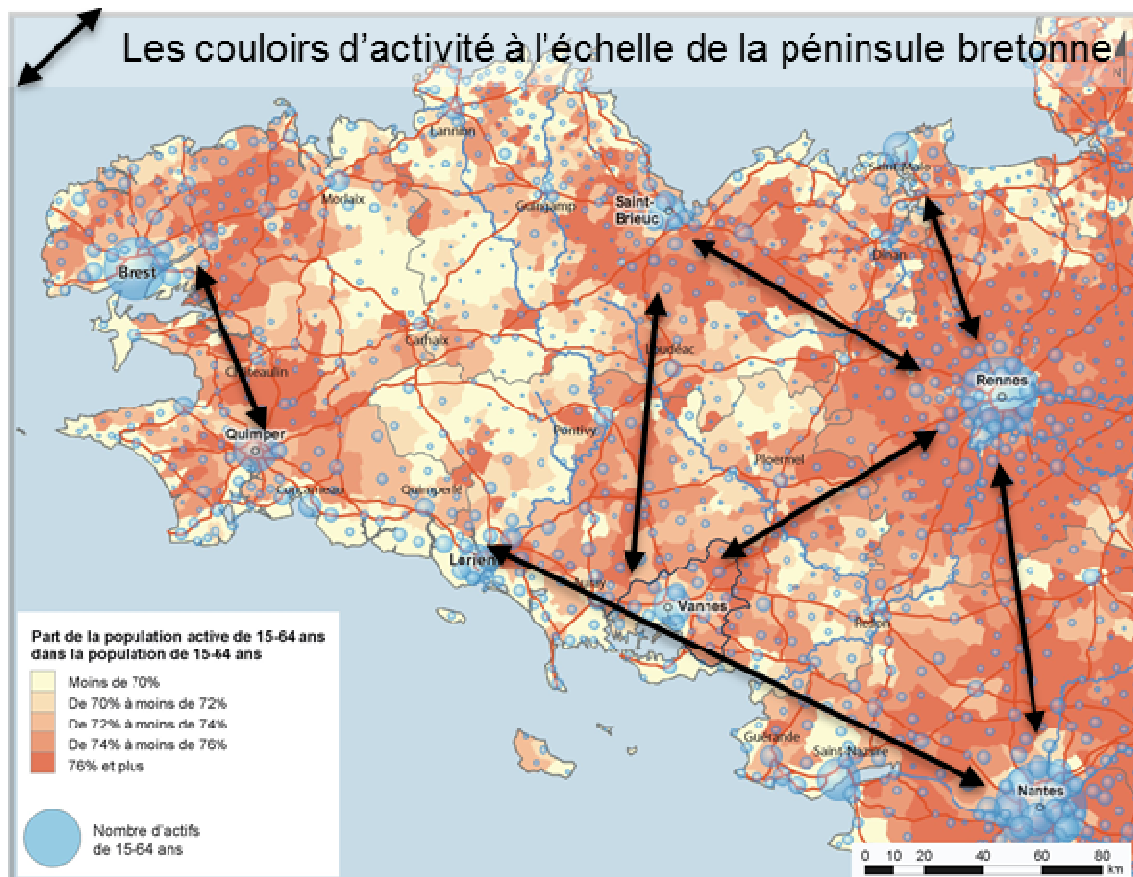 Les couloirs d'activité à l'échelle de la péninsule bretonne
N
Lannion
Saint-Malo
Morlaix
Guingamp
Saint-
Brieuc
Dinan
Brest
Carhaix
Loudéac
Châteaulin
Rennes
Quimper
Pontivy
Ploermel
Concarneau
Quimperlé
Lorient
Auray
Vannes
Redon
Guérande
Saint-Nazaire
Nantes
Part de la population active de 15-64 ans
dans la population de 15-64 ans
Moins de 70%
De 70% à moins de 72%
De 72% à moins de 74%
De 74% à moins de 76%
76% et plus
Nombre d'actifs
de 15-64 ans
0 10 20 40 60 80
km